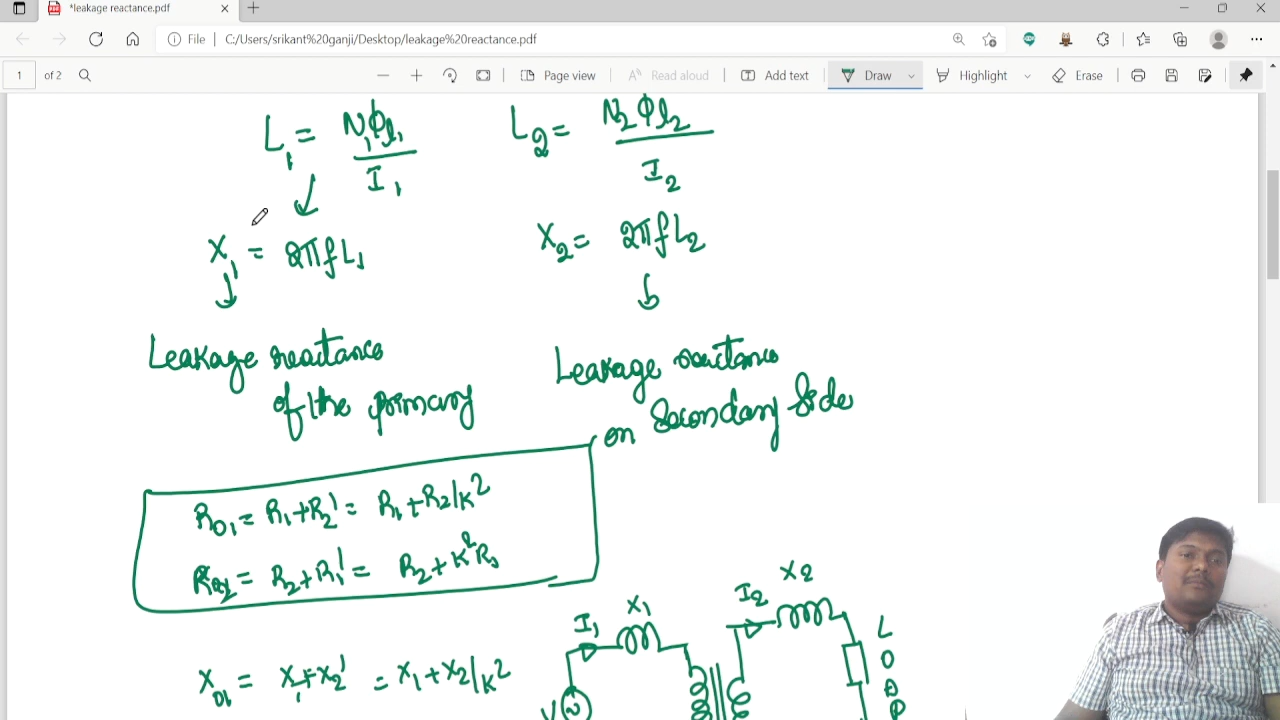 *leakage reactance.pdf
File
C:/Users/srikant%20ganji/Desktop/leakage%20reactance.pdf
1 of 2
Page view
Read aloud
Add text
Draw
Highlight
Erase
L₁ = N₁Φl₁ / I₁
L₂ = N₂Φl₂ / I₂
X₁ = 2πfL₁
X₂ = 2πfL₂
Leakage reactance
of the primary
Leakage reactance
on Secondary Side
R₀₁ = R₁+R₂' = R₁+R₂/K²
R₀₂ = R₂+R₁' = R₂+K²R₁
X₀₁ = X₁+X₂' = X₁+X₂/K²
I₁
X₁
I₂
X₂
V
LOAD